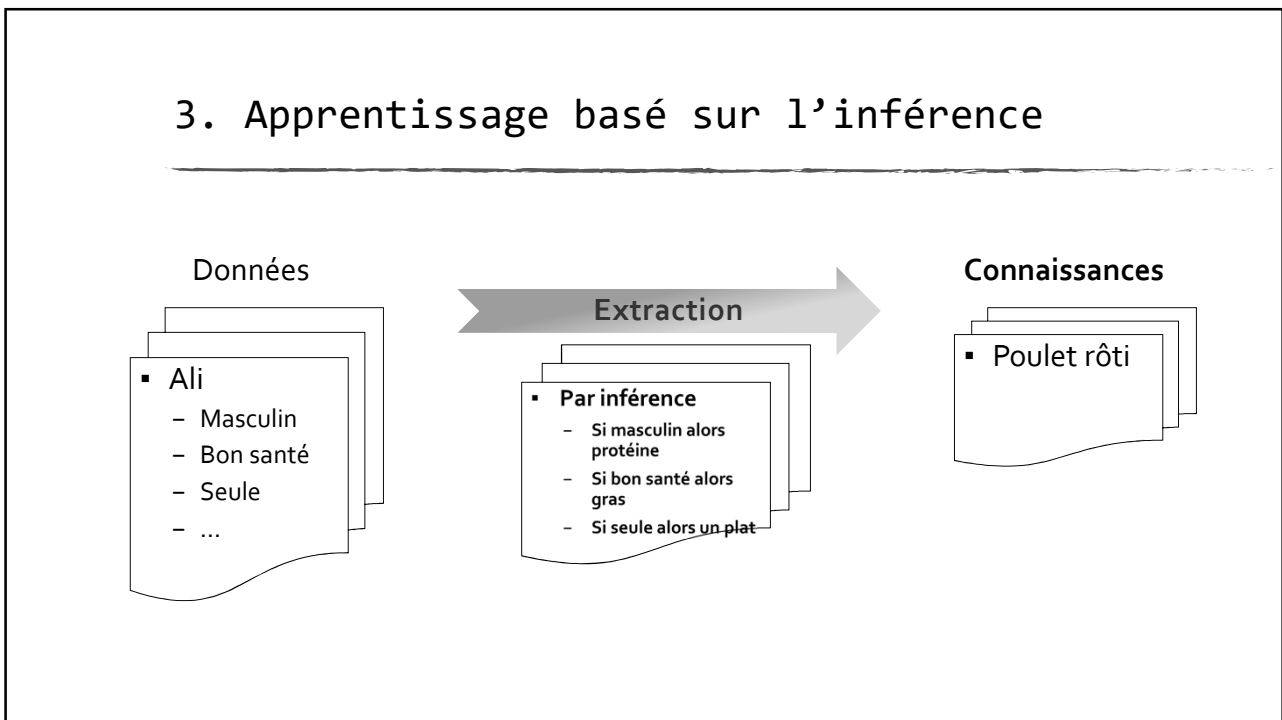 3. Apprentissage basé sur l’inférence
Données
▪ Ali
– Masculin
– Bon santé
– Seule
– ...
Extraction
▪ Par inférence
– Si masculin alors
protéine
– Si bon santé alors
gras
– Si seule alors un plat
Connaissances
▪ Poulet rôti